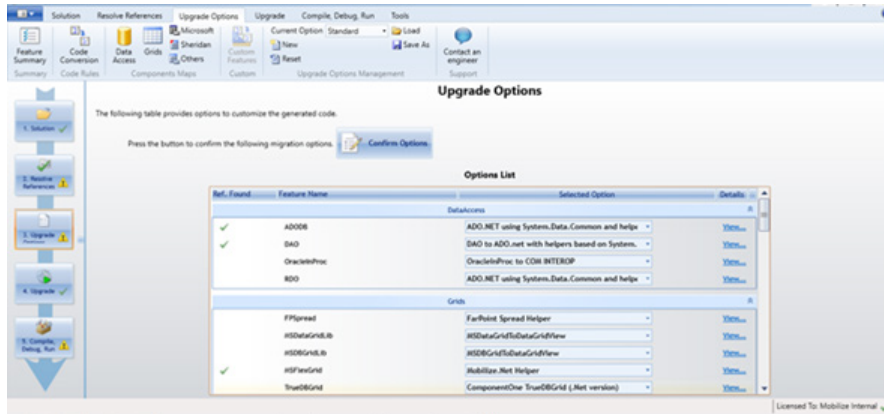 Solution Resolve References Upgrade Options Upgrade Compile, Debug, Run Tools
Feature Summary
Code Conversion
Data Access
Grids
Microsoft
Sheridan
Others
Custom Features
Current Option Standard
New
Reset
Load
Save As
Contact an engineer
Summary Code Rules Components Maps Custom Upgrade Options Management Support
Upgrade Options
The following table provides options to customize the generated code.
Press the button to confirm the following migration options. Confirm Options
Options List
Ref. Found Feature Name Selected Option Details
DataAccess
ADODB ADO.NET using System.Data.Common and helpe View...
DAO DAO to ADO.net with helpers based on System. View...
OracleInProc OracleInProc to COM INTEROP View...
RDO ADO.NET using System.Data.Common and helpe View...
Grids
FPSpread FarPoint Spread Helper View...
MSDataGridLib MSDataGridToDataGridView View...
MSDBGridLib MSDBGridToDataGridView View...
MSFlexGrid Mobilize.Net Helper View...
TrueDBGrid ComponentOne TrueDBGrid (.Net version) View...
1. Solution
2. Resolve References
3. Upgrade
4. Upgrade
5. Compile, Debug, Run
Licensed To: Mobilize Internal